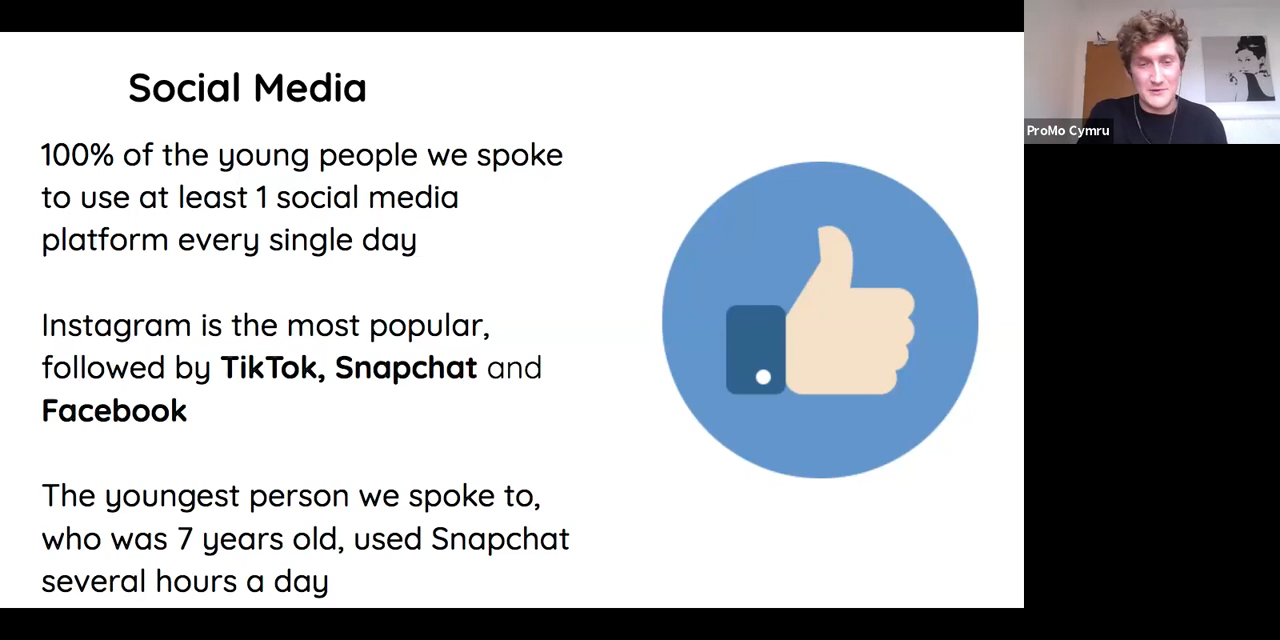 Social Media
100% of the young people we spoke
to use at least 1 social media
platform every single day
Instagram is the most popular,
followed by TikTok, Snapchat and
Facebook
The youngest person we spoke to,
who was 7 years old, used Snapchat
several hours a day
ProMo Cymru